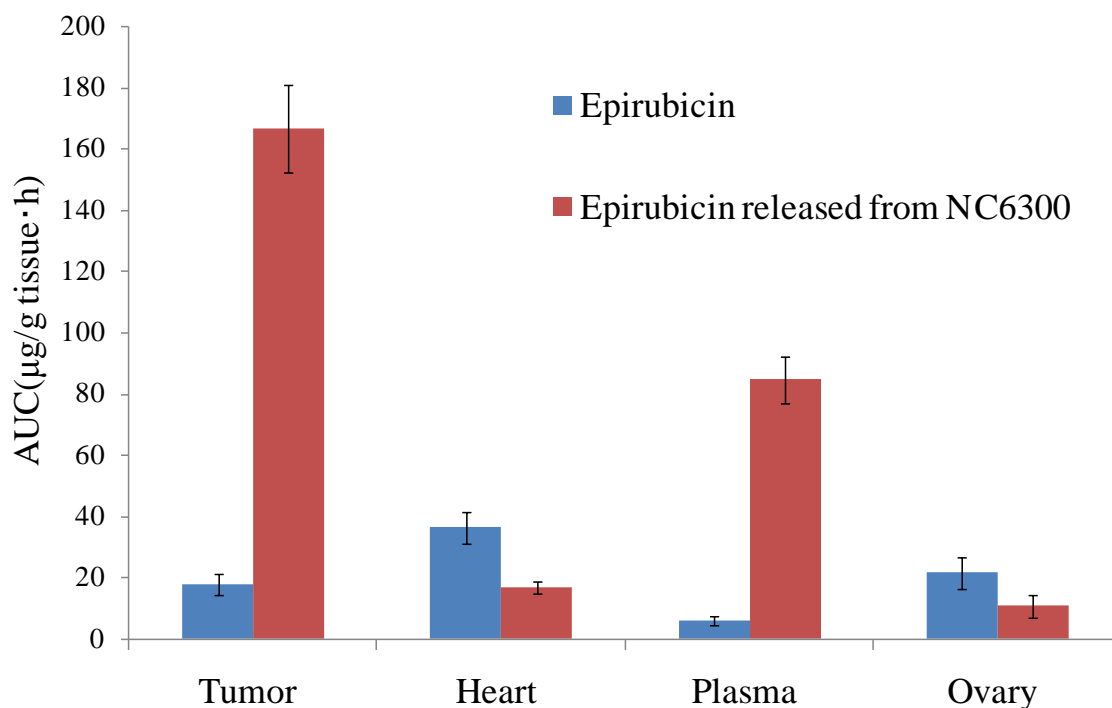 200
180
160
140
120
100
80
60
40
20
0
AUC(µg/g tissue·h)
Epirubicin
Epirubicin released from NC6300
Tumor Heart Plasma Ovary